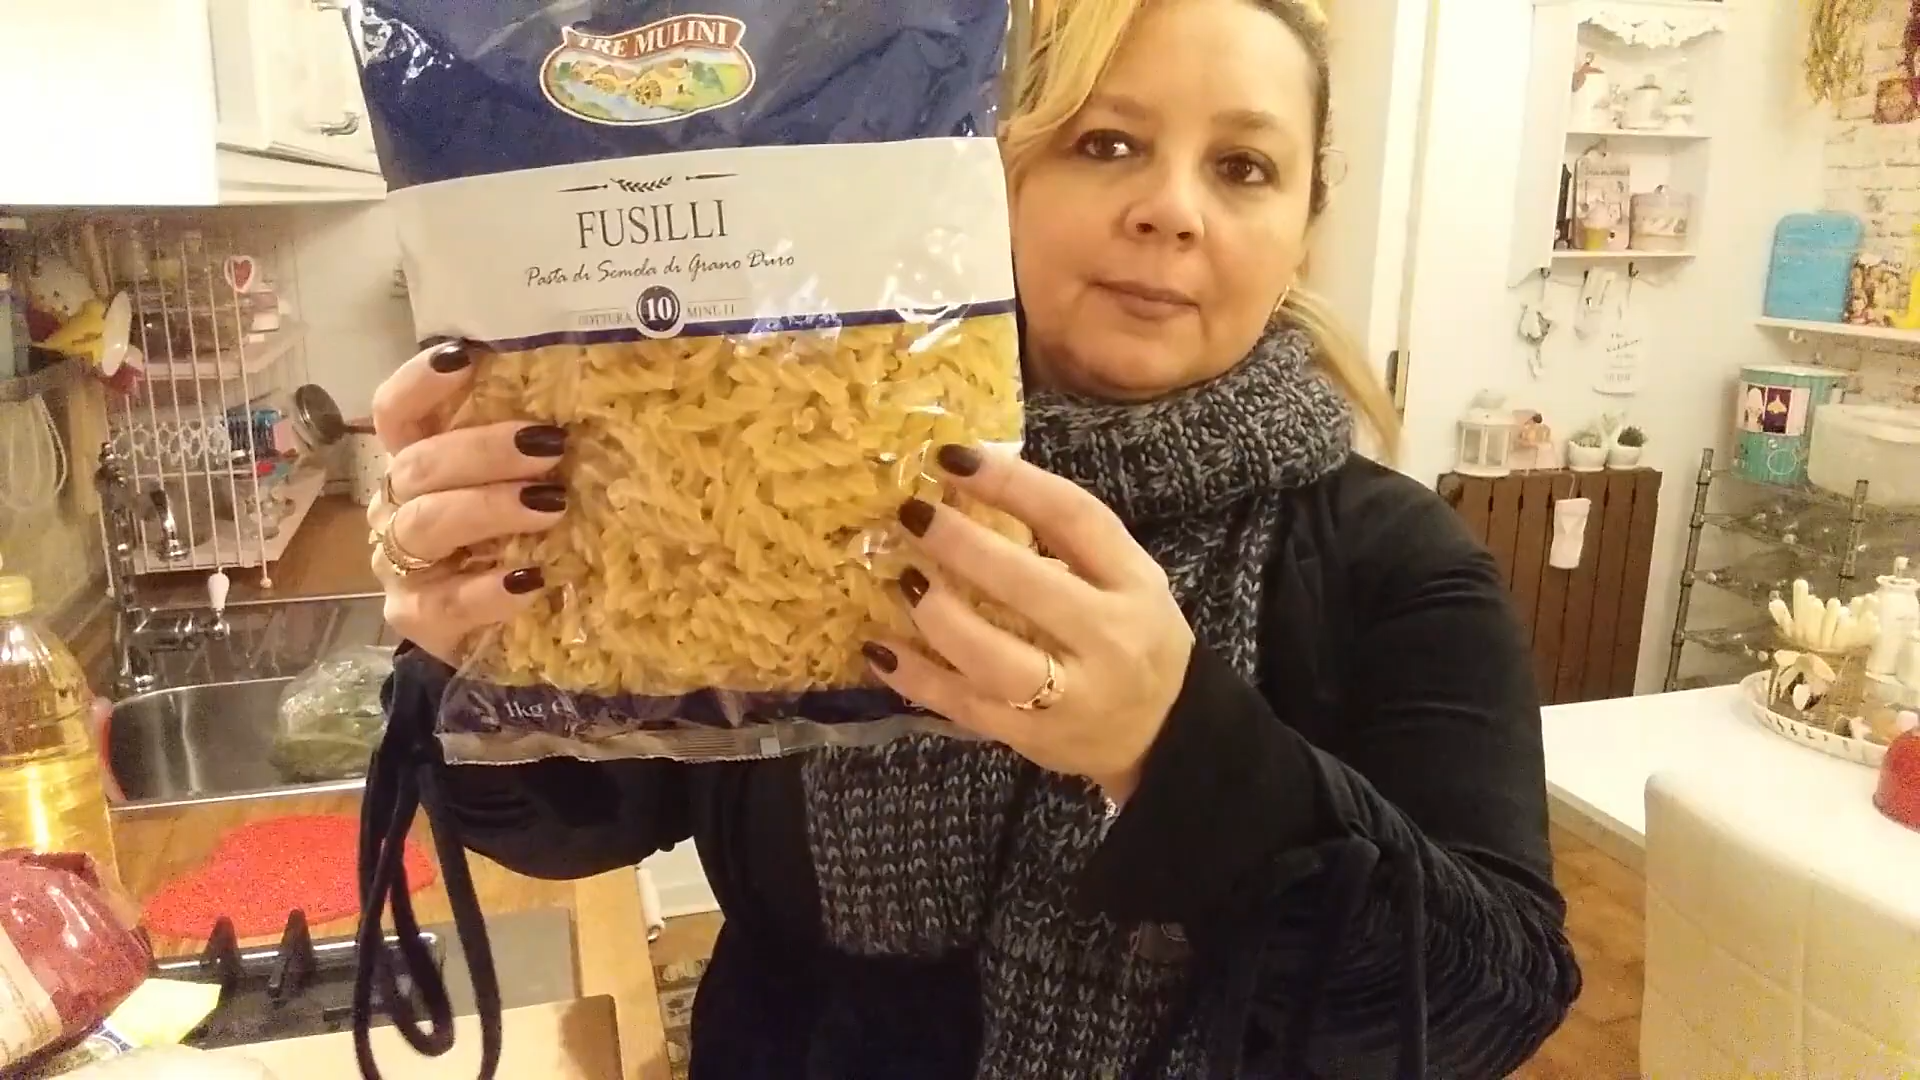 TRE MULINI
FUSILLI
Pasta di Semola di Grano Duro
COTTURA 10 MINUTI
1kg e